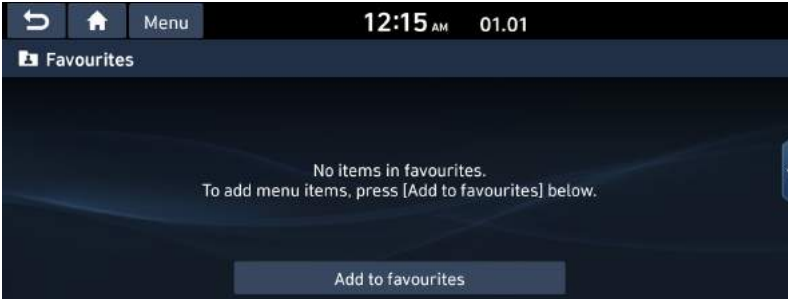 Menu 12:15 AM 01.01
Favourites
No items in favourites.
To add menu items, press [Add to favourites] below.
Add to favourites